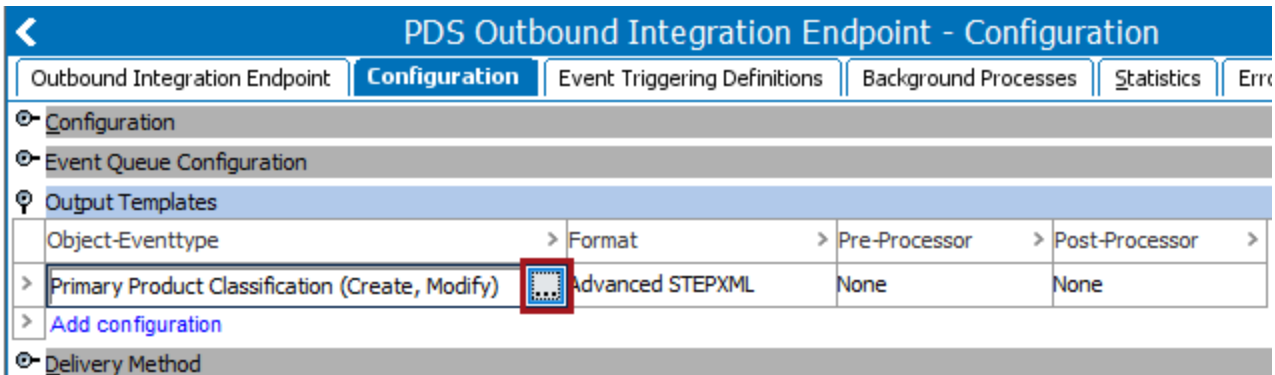 PDS Outbound Integration Endpoint - Configuration
Outbound Integration Endpoint Configuration Event Triggering Definitions Background Processes Statistics Erro
Configuration
Event Queue Configuration
Output Templates
Object-Eventtype > Format > Pre-Processor > Post-Processor >
> Primary Product Classification (Create, Modify) ... Advanced STEPXML None None
> Add configuration
Delivery Method